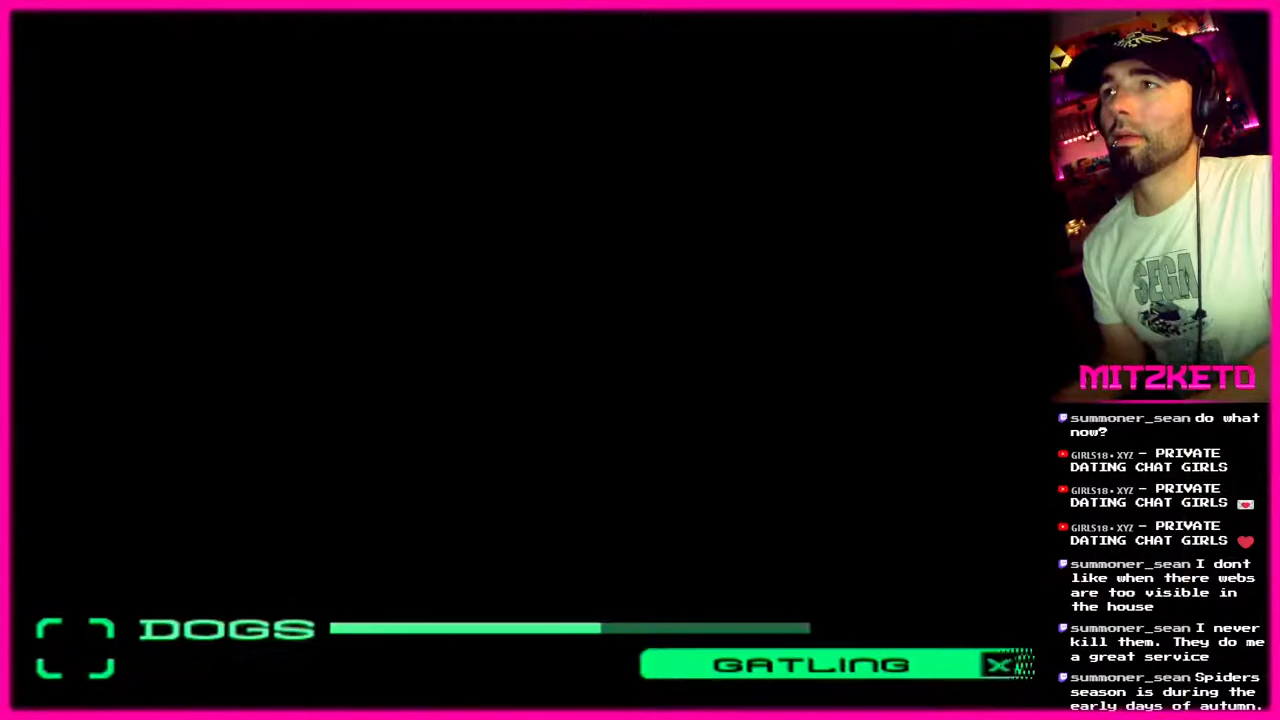 SEGA
MITZKETO
summoner_sean do what
now?
GIRLS18 • XYZ – PRIVATE
DATING CHAT GIRLS
GIRLS18 • XYZ – PRIVATE
DATING CHAT GIRLS
GIRLS18 • XYZ – PRIVATE
DATING CHAT GIRLS
summoner_sean I dont
like when there webs
are too visible in
the house
summoner_sean I never
kill them. They do me
a great service
summoner_sean Spiders
season is during the
early days of autumn.
DOGS
GATLING X